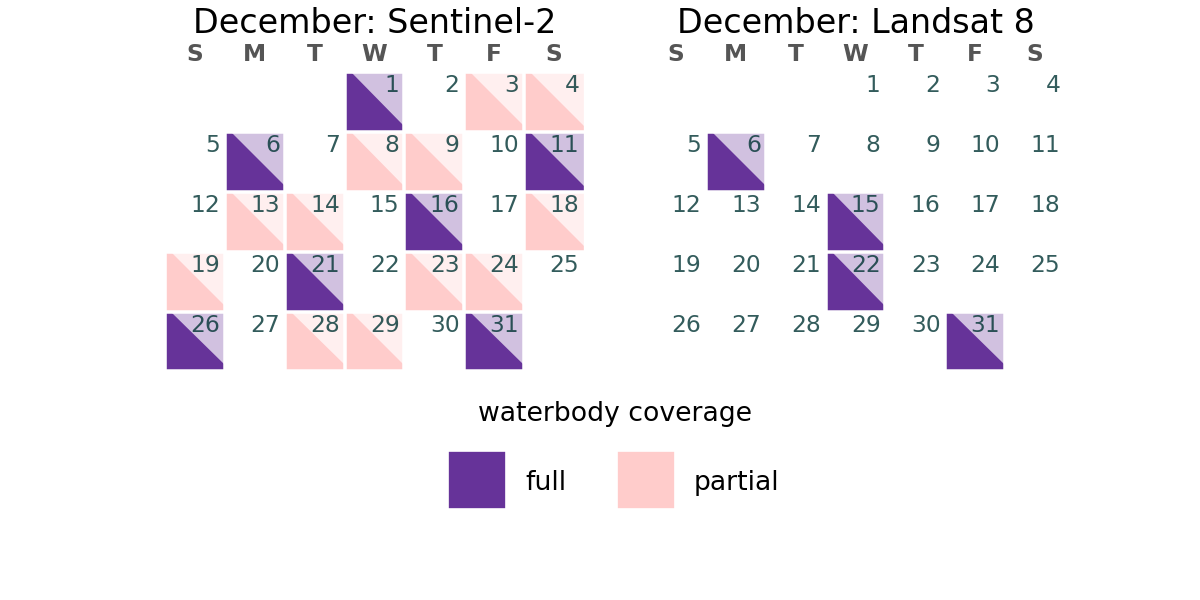 December: Sentinel-2
S M T W T F S
1 2 3 4
5 6 7 8 9 10 11
12 13 14 15 16 17 18
19 20 21 22 23 24 25
26 27 28 29 30 31
December: Landsat 8
S M T W T F S
1 2 3 4
5 6 7 8 9 10 11
12 13 14 15 16 17 18
19 20 21 22 23 24 25
26 27 28 29 30 31
waterbody coverage
full partial